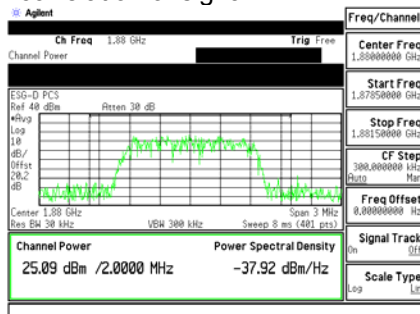 Agilent
Freq/Channel
Ch Freq 1.88 GHz Trig Free
Channel Power
Center Freq
1.88000000 GHz
Start Freq
1.87850000 GHz
Stop Freq
1.88150000 GHz
CF Step
300.000000 kHz
Auto Man
Freq Offset
0.00000000 Hz
Signal Track
On Off
Scale Type
Log Lin
ESG-D PCS
Ref 40 dBm Atten 30 dB
#Avg
Log
10
dB/
Offst
20.2
dB
Center 1.88 GHz Span 3 MHz
Res BW 30 kHz VBW 300 kHz Sweep 8 ms (401 pts)
Channel Power Power Spectral Density
25.09 dBm /2.0000 MHz -37.92 dBm/Hz